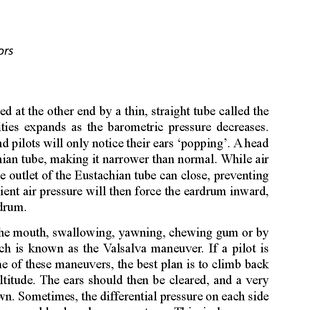 ors
ed at the other end by a thin, straight tube called the
ties expands as the barometric pressure decreases.
nd pilots will only notice their ears ‘popping’. A head
hian tube, making it narrower than normal. While air
e outlet of the Eustachian tube can close, preventing
ient air pressure will then force the eardrum inward,
drum.
he mouth, swallowing, yawning, chewing gum or by
ch is known as the Valsalva maneuver. If a pilot is
ne of these maneuvers, the best plan is to climb back
ltitude. The ears should then be cleared, and a very
wn. Sometimes, the differential pressure on each side